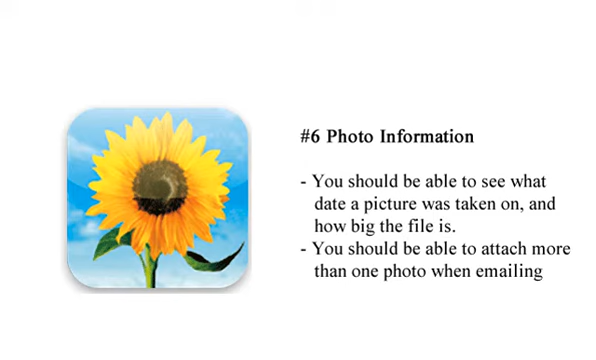 #6 Photo Information
- You should be able to see what
date a picture was taken on, and
how big the file is.
- You should be able to attach more
than one photo when emailing